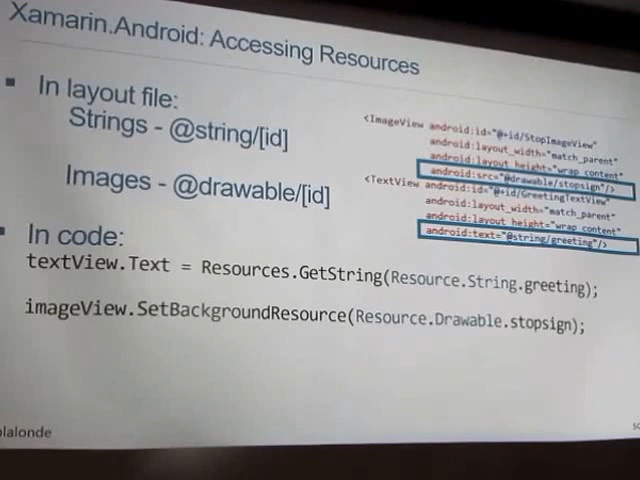 Xamarin.Android: Accessing Resources
In layout file:
Strings - @string/[id]
Images - @drawable/[id]
<ImageView android:id="@+id/StopImageView"
android:layout_width="match_parent"
android:layout_height="wrap_content"
android:src="@drawable/stopsign"/>
<TextView android:id="@+id/GreetingTextView"
android:layout_width="match_parent"
android:layout_height="wrap_content"
android:text="@string/greeting"/>
In code:
textView.Text = Resources.GetString(Resource.String.greeting);
imageView.SetBackgroundResource(Resource.Drawable.stopsign);
lalonde